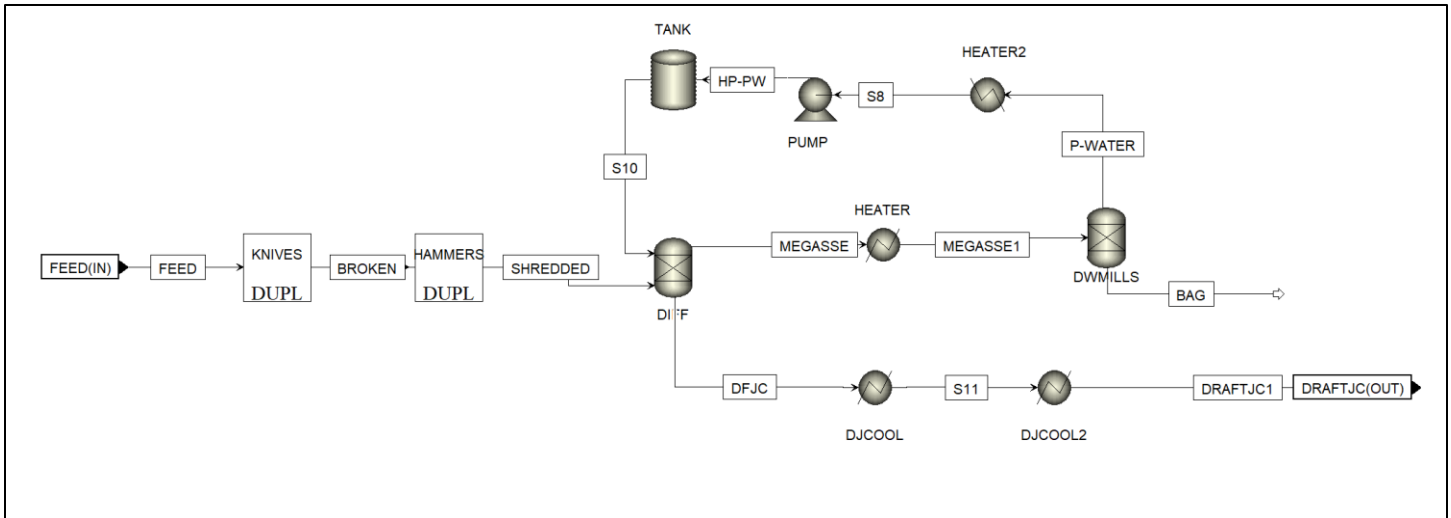 TANK
HEATER2
HP-PW
S8
PUMP
P-WATER
S10
HEATER
KNIVES
HAMMERS
MEGASSE
MEGASSE1
FEED(IN)
FEED
BROKEN
SHREDDED
DUPL
DUPL
DWMILLS
BAG
DIFF
DFJC
S11
DRAFTJC1
DRAFTJC(OUT)
DJCOOL
DJCOOL2